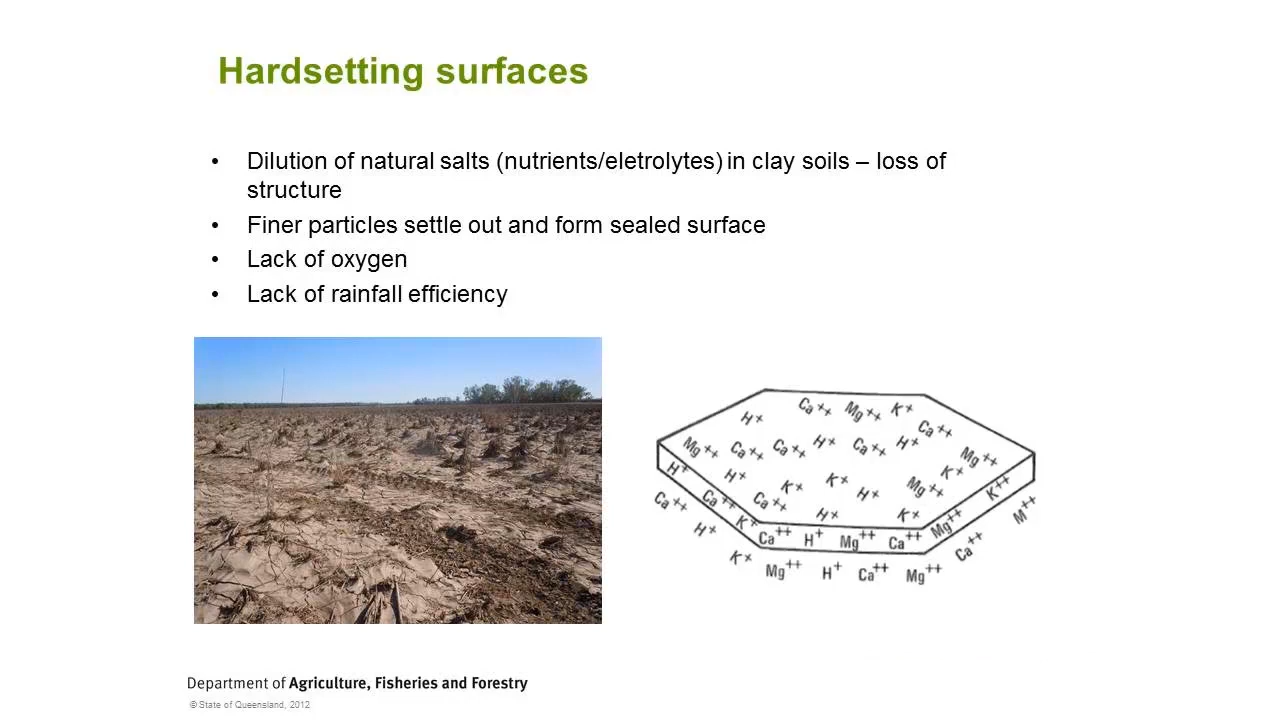 Hardsetting surfaces
• Dilution of natural salts (nutrients/eletrolytes) in clay soils – loss of
structure
• Finer particles settle out and form sealed surface
• Lack of oxygen
• Lack of rainfall efficiency
H+ Ca++ Mg++ K+ Ca++
Mg++ Ca++ Ca++ H+ Ca++ H+ Mg++
H+ H+ K+ K+ H+ Mg++ K+ K++
Ca++ Ca++ Ca++ H+ K+ Mg++ M++
H+ K+ Ca++ H+ Mg++ Ca++ Ca++
K+ Mg++ H+ Ca++ Mg++
Department of Agriculture, Fisheries and Forestry
© State of Queensland, 2012